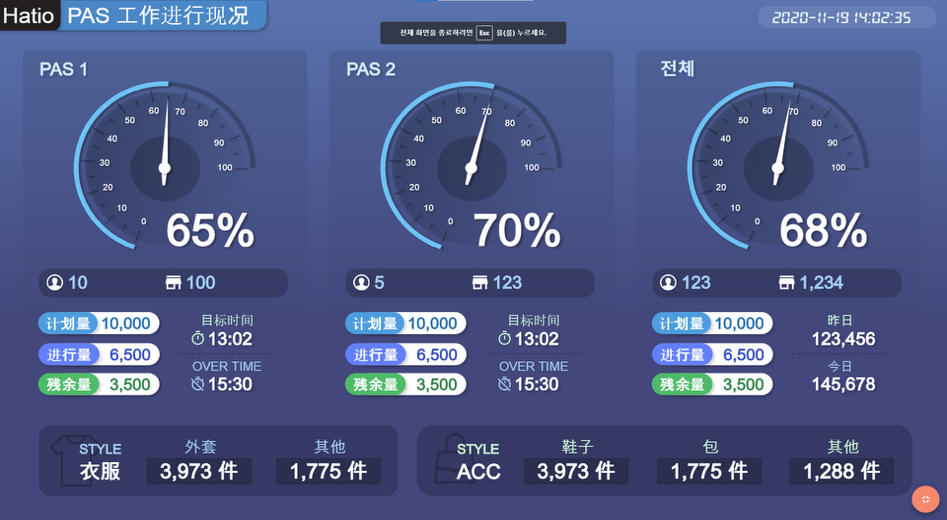 Hatio PAS 工作进行现况
2020-11-19 14:02:35
전체 화면을 종료하려면 Esc 을(를) 누르세요.
PAS 1
0 10 20 30 40 50 60 70 80 90 100
65%
10 100
计划量 10,000
进行量 6,500
残余量 3,500
目标时间
13:02
OVER TIME
15:30
PAS 2
0 10 20 30 40 50 60 70 80 90 100
70%
5 123
计划量 10,000
进行量 6,500
残余量 3,500
目标时间
13:02
OVER TIME
15:30
전체
0 10 20 30 40 50 60 70 80 90 100
68%
123 1,234
计划量 10,000
进行量 6,500
残余量 3,500
昨日
123,456
今日
145,678
STYLE
衣服
外套
3,973 件
其他
1,775 件
STYLE
ACC
鞋子
3,973 件
包
1,775 件
其他
1,288 件